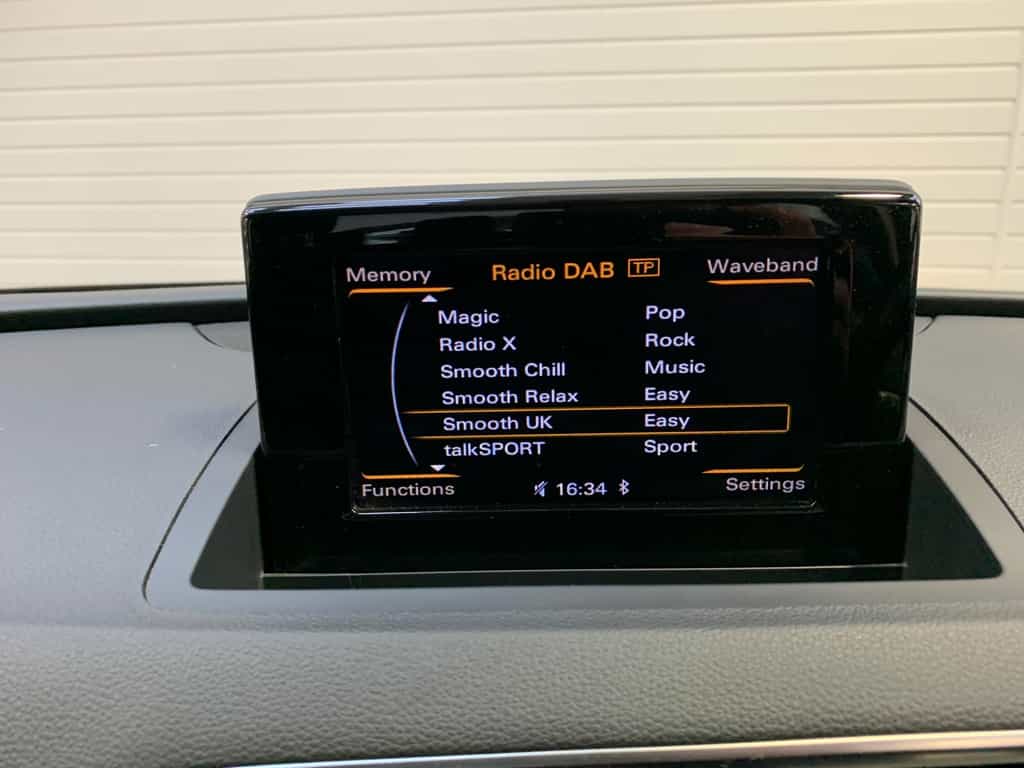 Memory Radio DAB TP Waveband
Magic Pop
Radio X Rock
Smooth Chill Music
Smooth Relax Easy
Smooth UK Easy
talkSPORT Sport
Functions 16:34 Settings